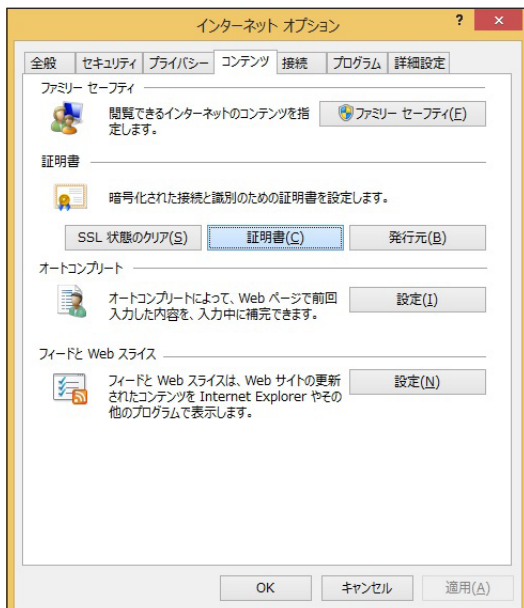 インターネット オプション
?
×
全般 セキュリティ プライバシー コンテンツ 接続 プログラム 詳細設定
ファミリー セーフティ
閲覧できるインターネットのコンテンツを指
定します。
ファミリー セーフティ(F)
証明書
暗号化された接続と識別のための証明書を設定します。
SSL 状態のクリア(S) 証明書(C) 発行元(B)
オートコンプリート
オートコンプリートによって、Web ページで前回
入力した内容を、入力中に補完できます。
設定(I)
フィードと Web スライス
フィードと Web スライスは、Web サイトの更新
されたコンテンツを Internet Explorer やその
他のプログラムで表示します。
設定(N)
OK キャンセル 適用(A)